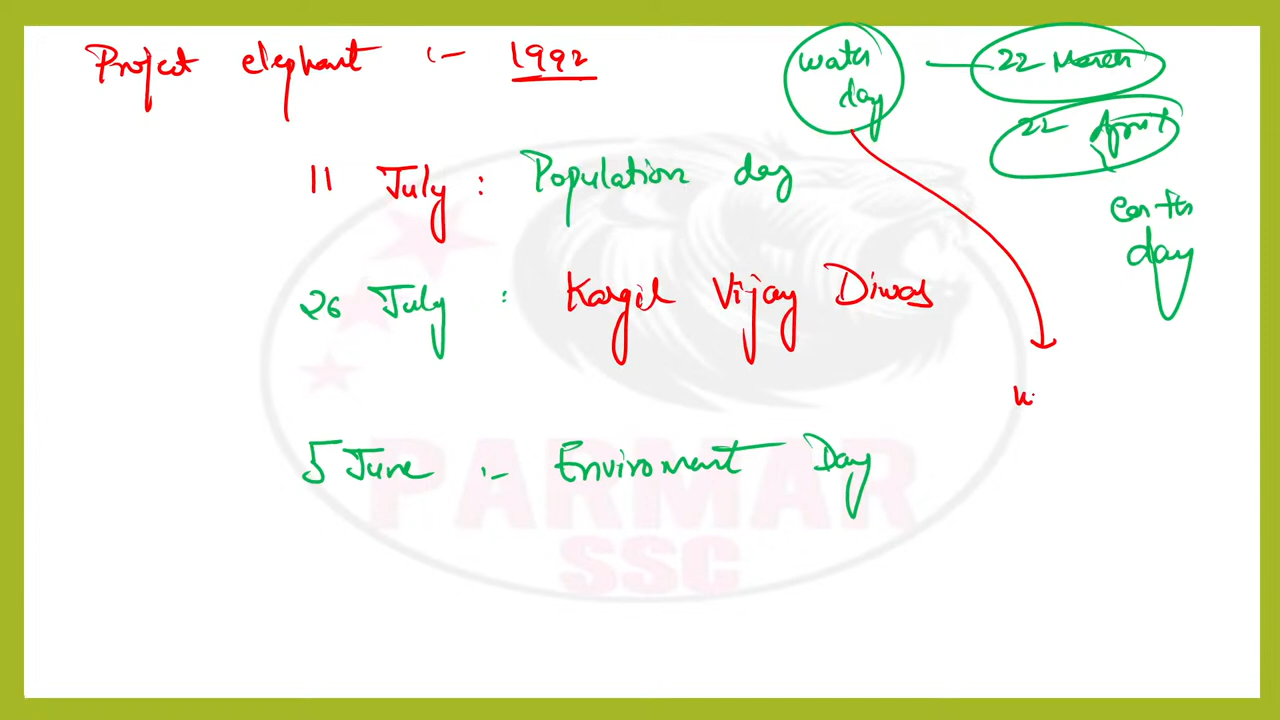 Project elephant :- 1992
water day — 22 March
22 April
earth day
11 July : Population day
26 July : Kargil Vijay Diwas
5 June :- Enviroment Day
PARMAR
SSC